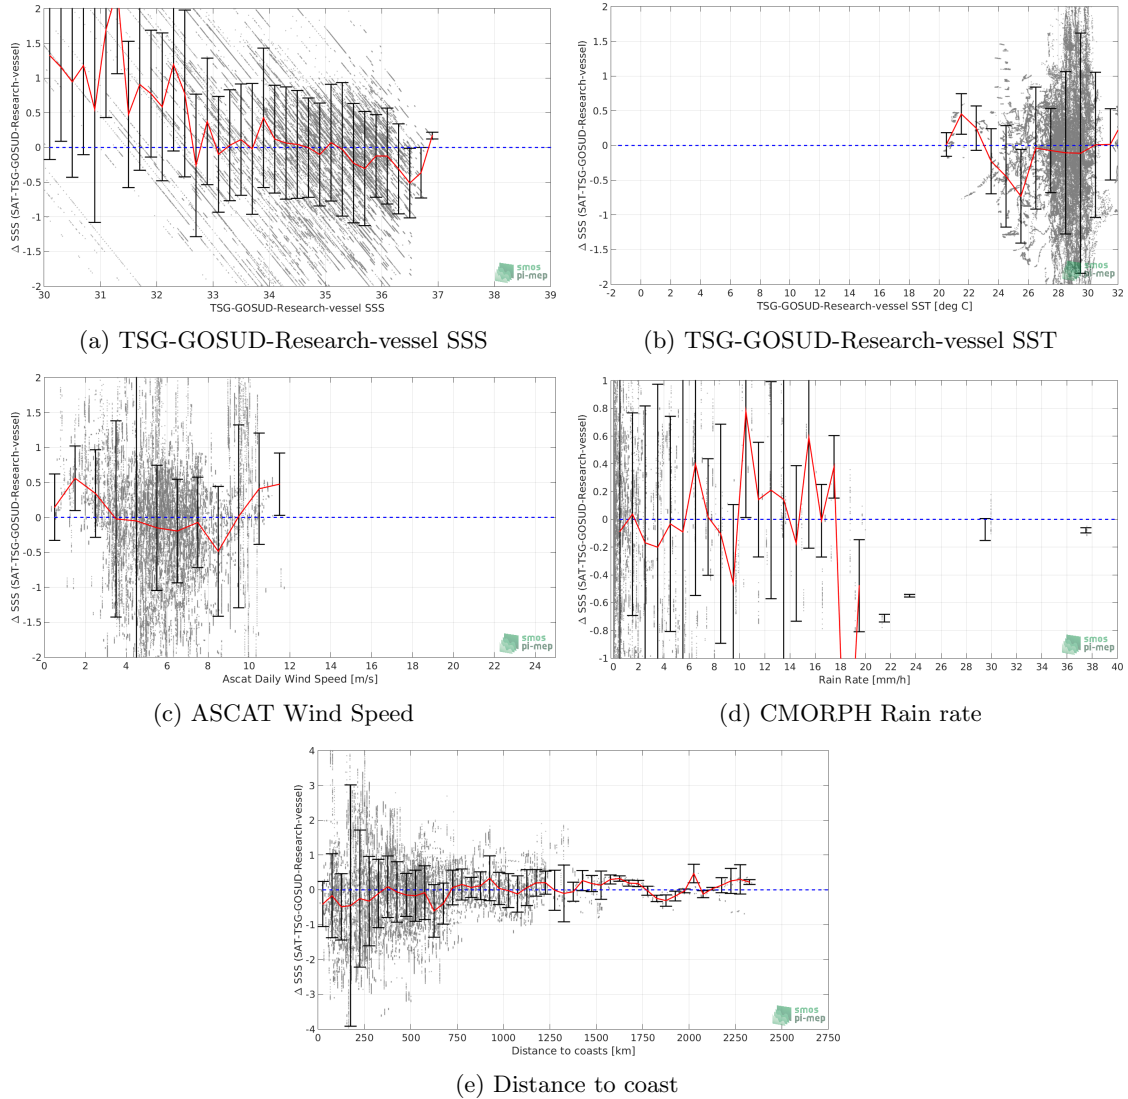 2
1.5
1
0.5
0
-0.5
-1
-1.5
-2
Δ SSS (SAT-TSG-GOSUD-Research-vessel)
30 31 32 33 34 35 36 37 38 39
TSG-GOSUD-Research-vessel SSS
smos
pi-mep
(a) TSG-GOSUD-Research-vessel SSS
2
1.5
1
0.5
0
-0.5
-1
-1.5
-2
Δ SSS (SAT-TSG-GOSUD-Research-vessel)
-2 0 2 4 6 8 10 12 14 16 18 20 22 24 26 28 30 32
TSG-GOSUD-Research-vessel SST [deg C]
smos
pi-mep
(b) TSG-GOSUD-Research-vessel SST
2
1.5
1
0.5
0
-0.5
-1
-1.5
-2
Δ SSS (SAT-TSG-GOSUD-Research-vessel)
0 2 4 6 8 10 12 14 16 18 20 22 24
Ascat Daily Wind Speed [m/s]
smos
pi-mep
(c) ASCAT Wind Speed
1
0.8
0.6
0.4
0.2
0
-0.2
-0.4
-0.6
-0.8
-1
Δ SSS (SAT-TSG-GOSUD-Research-vessel)
0 2 4 6 8 10 12 14 16 18 20 22 24 26 28 30 32 34 36 38 40
Rain Rate [mm/h]
smos
pi-mep
(d) CMORPH Rain rate
4
3
2
1
0
-1
-2
-3
-4
Δ SSS (SAT-TSG-GOSUD-Research-vessel)
0 250 500 750 1000 1250 1500 1750 2000 2250 2500 2750
Distance to coasts [km]
smos
pi-mep
(e) Distance to coast